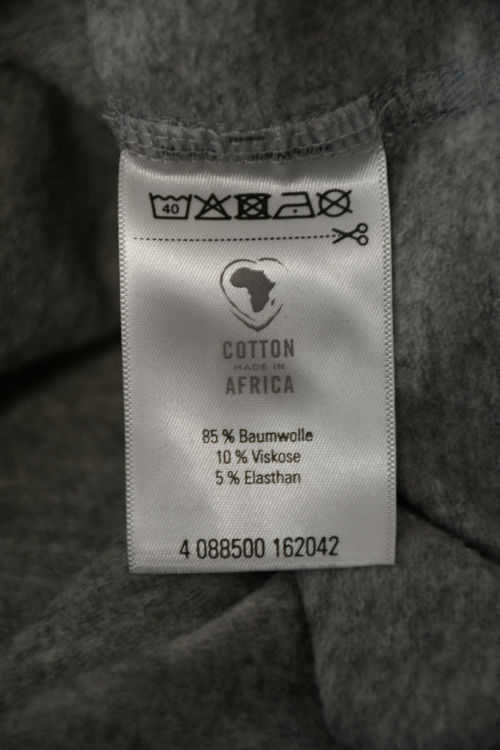 40
COTTON
MADE IN
AFRICA
85 % Baumwolle
10 % Viskose
5 % Elasthan
4 088500 162042